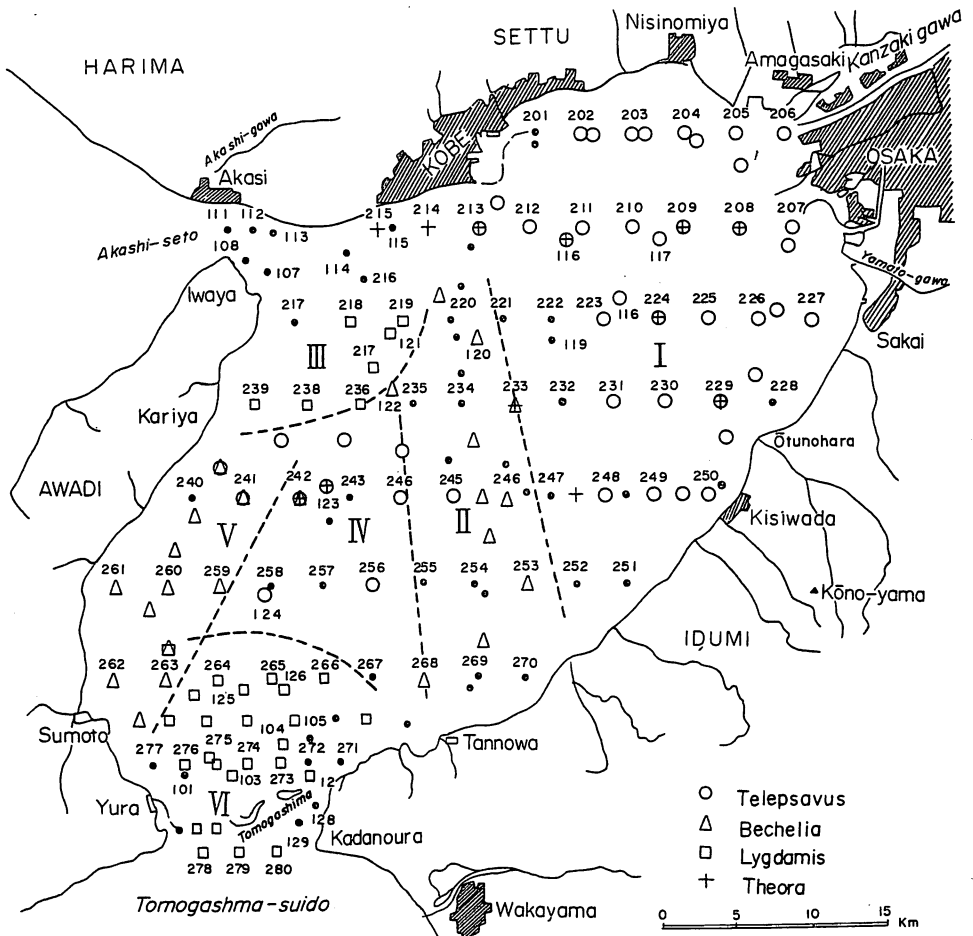 Nisinomiya
SETTU
HARIMA
Amagasaki
Kanzaki gawa
Akashi-gawa
Akasi
KOBE
OSAKA
201 202 203 204 205 206
1
111 112 113 215 214 213 212 211 210 209 208 207
115
116 117
Akashi-seto
108
107
114
216
Yamato-gawa
Iwaya
217 218 219 220 221 222 223 224 225 226 227
116
121
120
119
Sakai
III
I
217
239 238 236 235 234 233 232 231 230 229 228
122
Kariya
Ōtunohara
AWADI
240 241 242 243 246 245 246 247 248 249 250
123
V
IV
II
Kisiwada
261 260 259 258 257 256 255 254 253 252 251
124
Kōno-yama
IDUMI
262 263 264 265 266 267 268 269 270
125
126
Sumoto
104
105
Tannowa
277 276 275 274 272 271
101
103
273
12
Yura
VI
Tomogashima
128
129
Kadanoura
278 279 280
Tomogashma-suido
Wakayama
Telepsavus
Bechelia
Lygdamis
Theora
0 5 10 15 Km